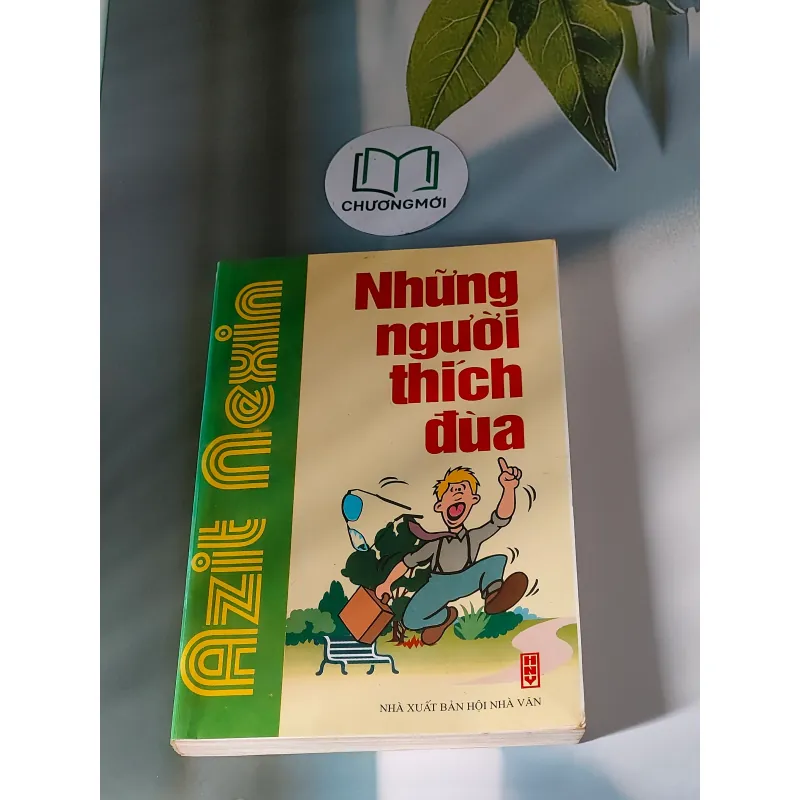 CHƯƠNGMỚI
Azit Nexin
Những
người
thích
đùa
HNV
NHÀ XUẤT BẢN HỘI NHÀ VĂN